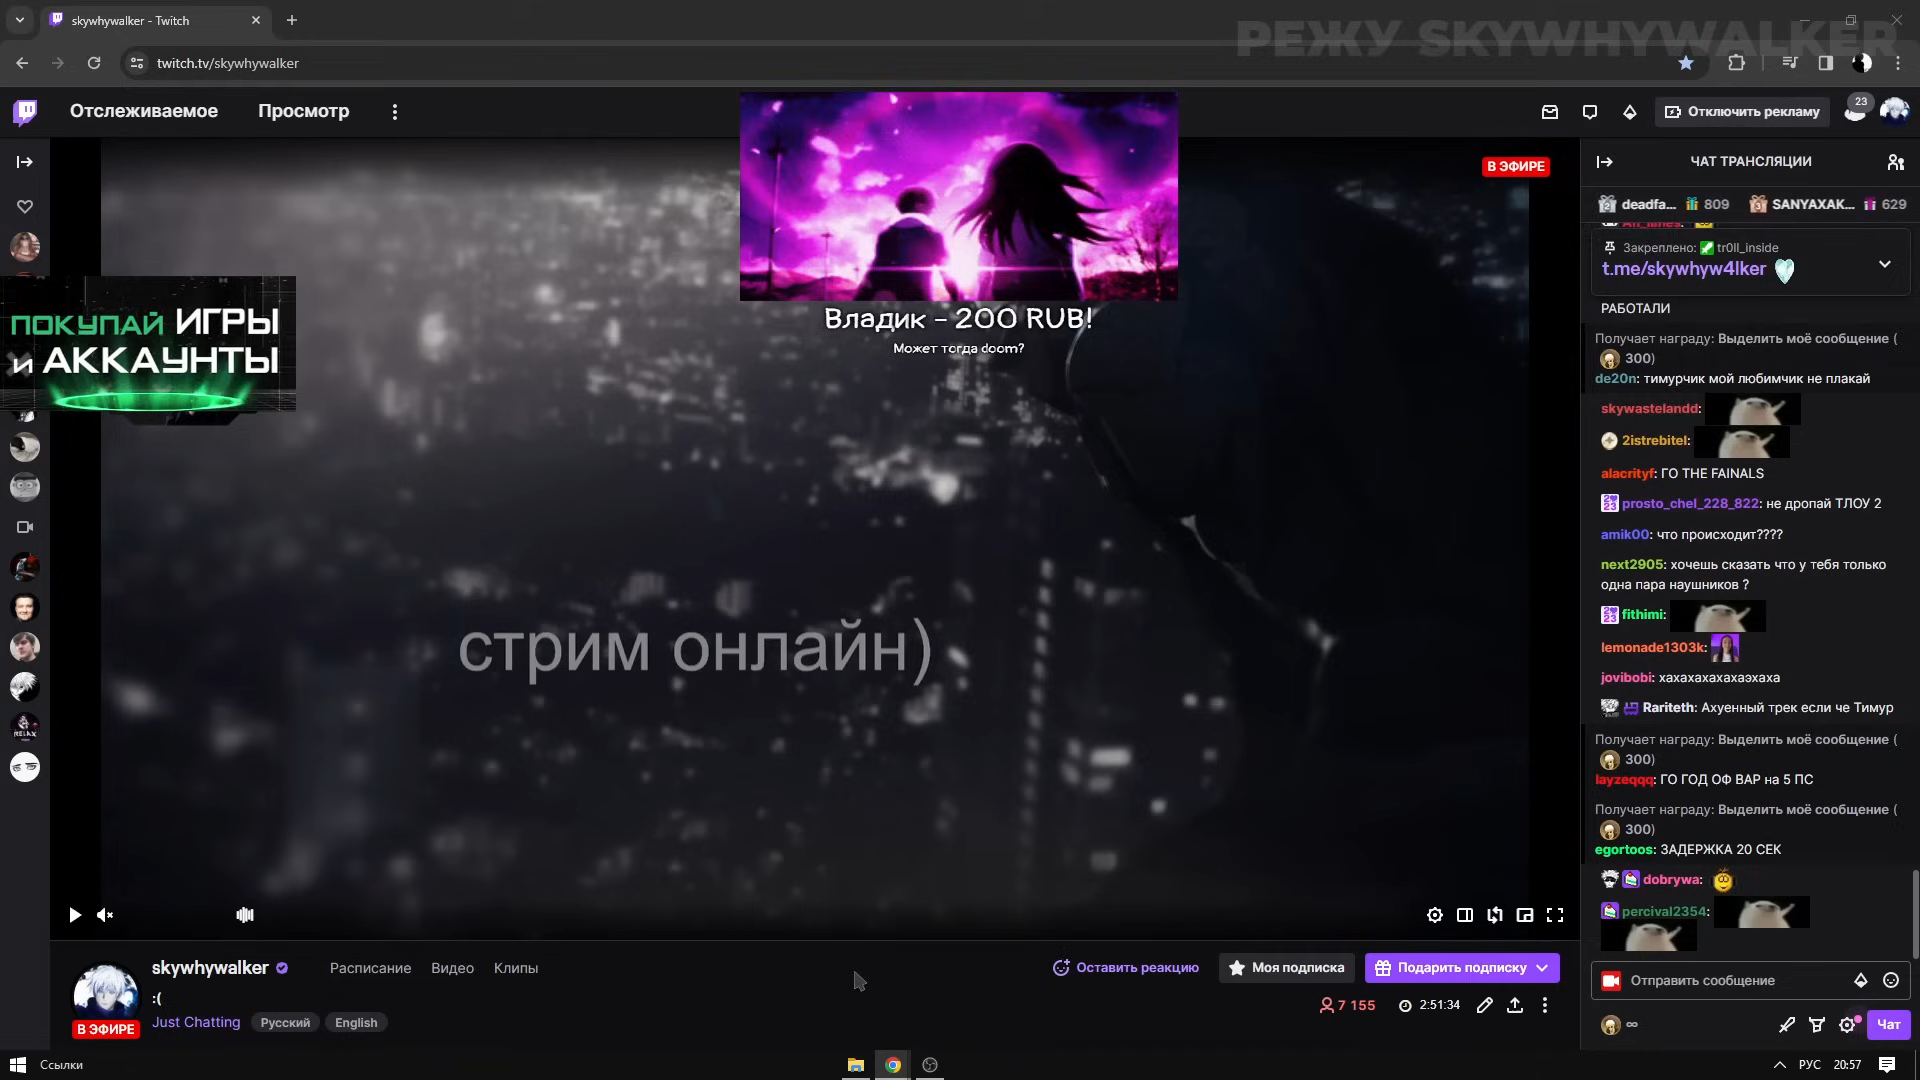 skywhywalker - Twitch
РЕЖУ SKYWHYWALKER
twitch.tv/skywhywalker
Отслеживаемое
Просмотр
Отключить рекламу
23
В ЭФИРЕ
ЧАТ ТРАНСЛЯЦИИ
deadfa... 809
SANYAXAK... 629
Закреплено: tr0ll_inside
t.me/skywhyw4lker
РАБОТАЛИ
ПОКУПАЙ ИГРЫ
и АККАУНТЫ
Владик - 200 RUB!
Может тогда doom?
стрим онлайн)
Получает награду: Выделить моё сообщение (
300)
de20n: тимурчик мой любимчик не плакай
skywastelandd:
2istrebitel:
alacrityf: ГО THE FAINALS
prosto_chel_228_822: не дропай ТЛОУ 2
amik00: что происходит????
next2905: хочешь сказать что у тебя только
одна пара наушников ?
fithimi:
lemonade1303k:
jovibobi: хахахахахахаэхаха
Rariteth: Ахуенный трек если че Тимур
Получает награду: Выделить моё сообщение (
300)
layzeqqq: ГО ГОД ОФ ВАР на 5 ПС
Получает награду: Выделить моё сообщение (
300)
egortoos: ЗАДЕРЖКА 20 СЕК
dobrywa:
percival2354:
RELAX
skywhywalker
Расписание
Видео
Клипы
Оставить реакцию
Моя подписка
Подарить подписку
Отправить сообщение
:(
В ЭФИРЕ
Just Chatting
Русский
English
7 155
2:51:34
∞
Чат
Ссылки
РУС
20:57